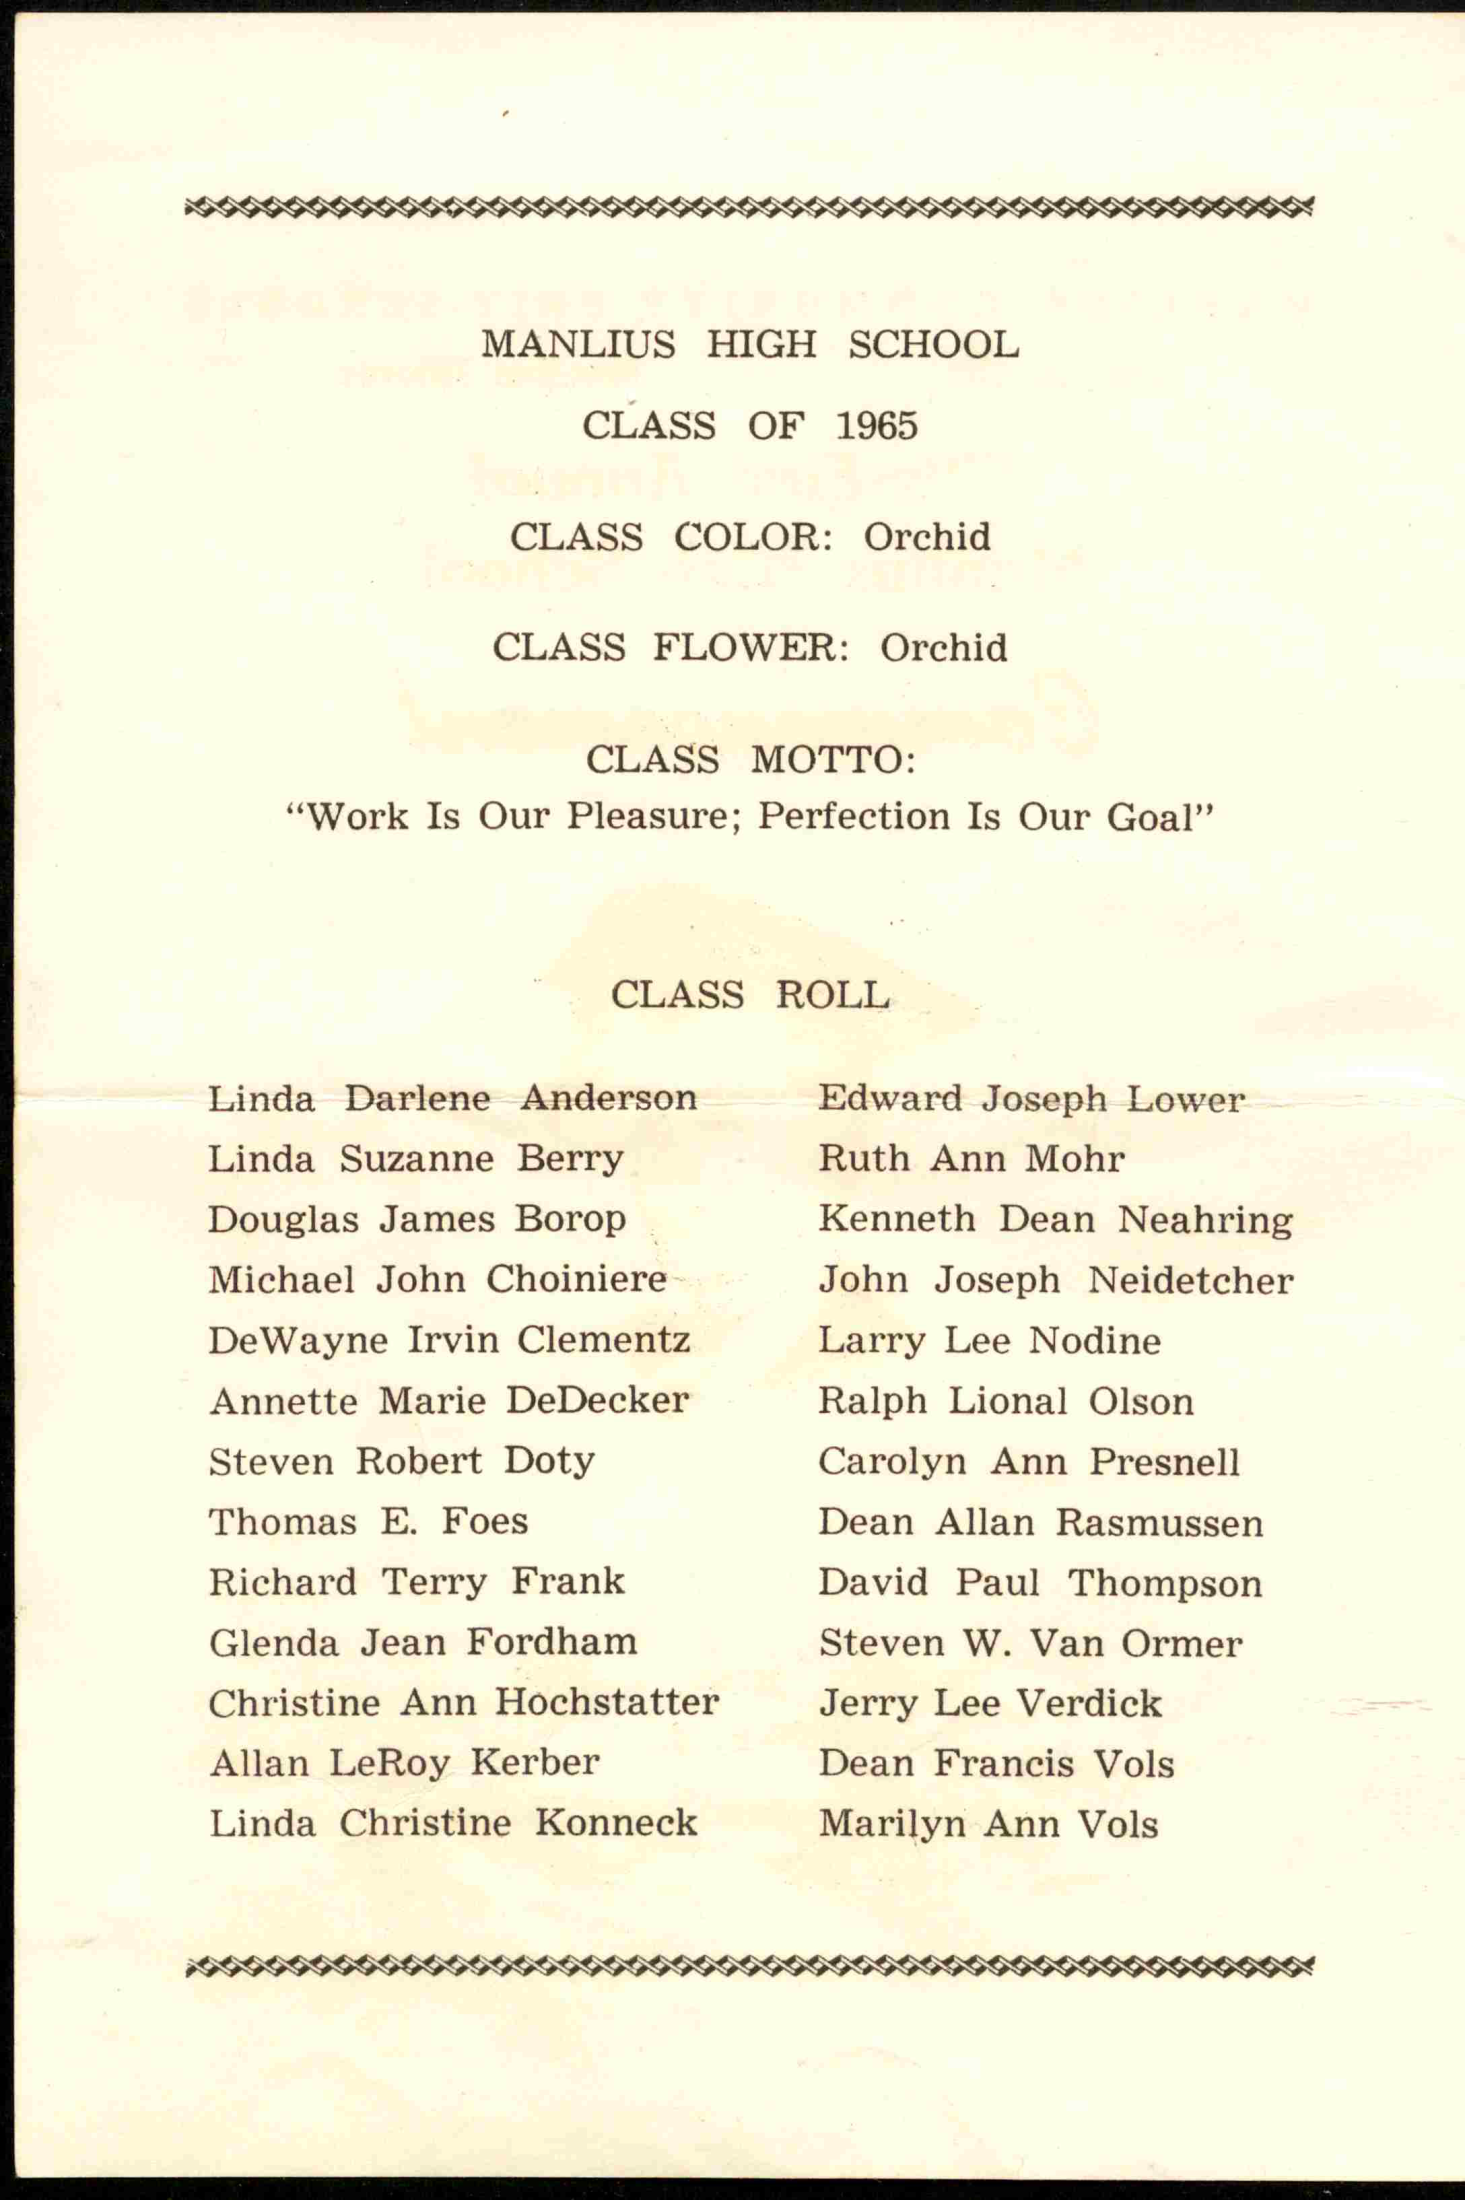 MANLIUS HIGH SCHOOL
CLASS OF 1965
CLASS COLOR: Orchid
CLASS FLOWER: Orchid
CLASS MOTTO:
“Work Is Our Pleasure; Perfection Is Our Goal”
CLASS ROLL
Linda Darlene Anderson
Linda Suzanne Berry
Douglas James Borop
Michael John Choiniere
DeWayne Irvin Clementz
Annette Marie DeDecker
Steven Robert Doty
Thomas E. Foes
Richard Terry Frank
Glenda Jean Fordham
Christine Ann Hochstatter
Allan LeRoy Kerber
Linda Christine Konneck
Edward Joseph Lower
Ruth Ann Mohr
Kenneth Dean Neahring
John Joseph Neidetcher
Larry Lee Nodine
Ralph Lional Olson
Carolyn Ann Presnell
Dean Allan Rasmussen
David Paul Thompson
Steven W. Van Ormer
Jerry Lee Verdick
Dean Francis Vols
Marilyn Ann Vols